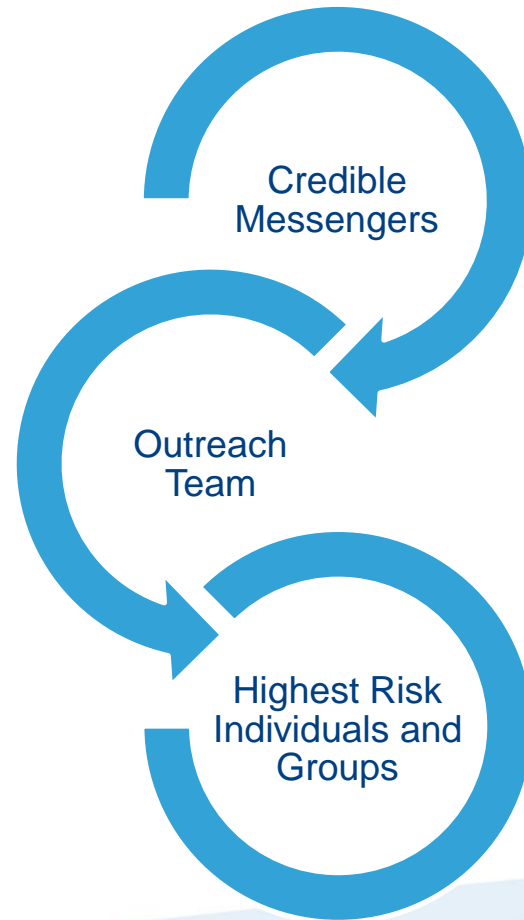 Credible
Messengers
Outreach
Team
Highest Risk
Individuals and
Groups